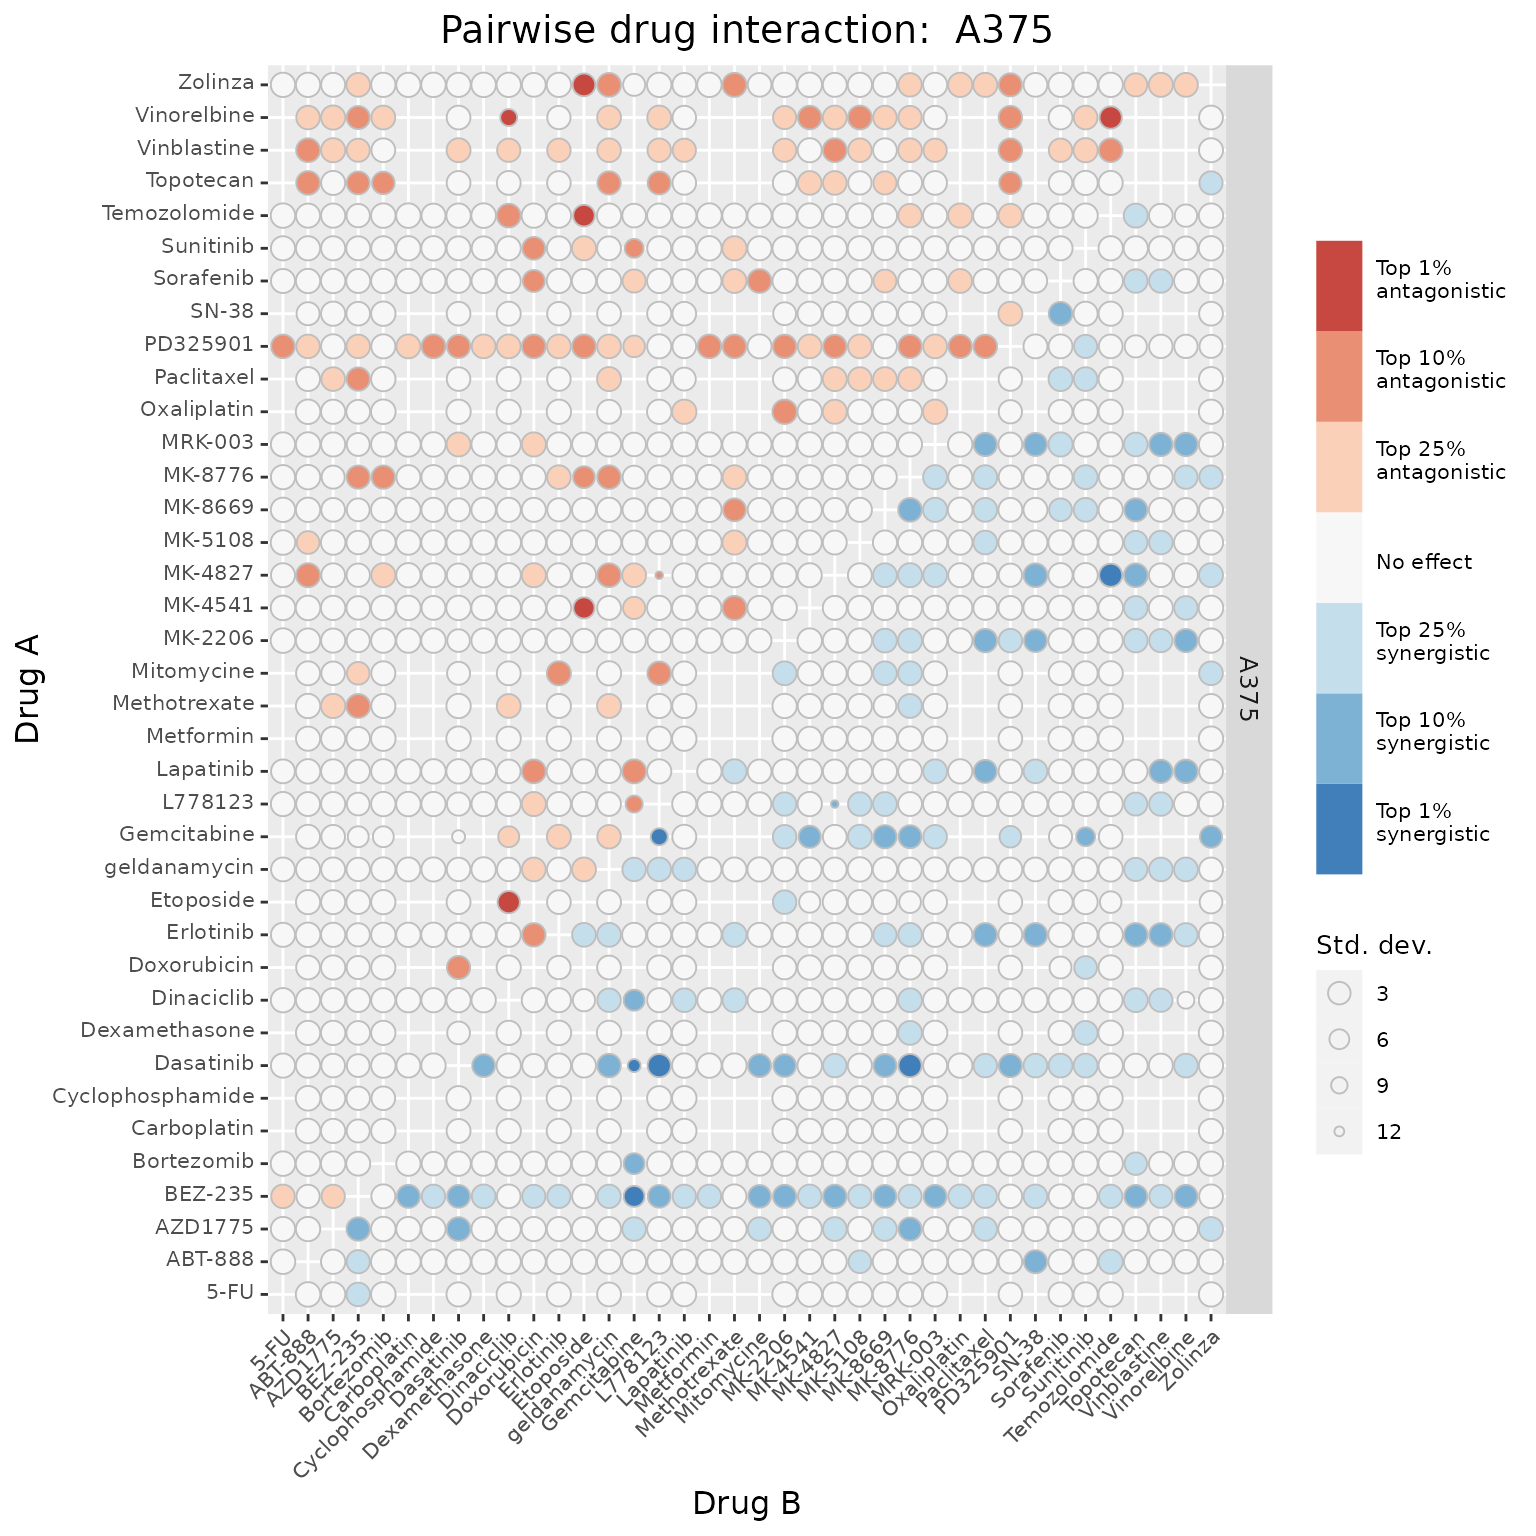 Pairwise drug interaction:  A375
Drug A
Zolinza
Vinorelbine
Vinblastine
Topotecan
Temozolomide
Sunitinib
Sorafenib
SN-38
PD325901
Paclitaxel
Oxaliplatin
MRK-003
MK-8776
MK-8669
MK-5108
MK-4827
MK-4541
MK-2206
Mitomycine
Methotrexate
Metformin
Lapatinib
L778123
Gemcitabine
geldanamycin
Etoposide
Erlotinib
Doxorubicin
Dinaciclib
Dexamethasone
Dasatinib
Cyclophosphamide
Carboplatin
Bortezomib
BEZ-235
AZD1775
ABT-888
5-FU
A375
5-FU
ABT-888
AZD1775
BEZ-235
Bortezomib
Carboplatin
Cyclophosphamide
Dasatinib
Dexamethasone
Dinaciclib
Doxorubicin
Erlotinib
Etoposide
geldanamycin
Gemcitabine
L778123
Lapatinib
Metformin
Methotrexate
Mitomycine
MK-2206
MK-4541
MK-4827
MK-5108
MK-8669
MK-8776
MRK-003
Oxaliplatin
Paclitaxel
PD325901
SN-38
Sorafenib
Sunitinib
Temozolomide
Topotecan
Vinblastine
Vinorelbine
Zolinza
Drug B
Top 1%
antagonistic
Top 10%
antagonistic
Top 25%
antagonistic
No effect
Top 25%
synergistic
Top 10%
synergistic
Top 1%
synergistic
Std. dev.
3
6
9
12